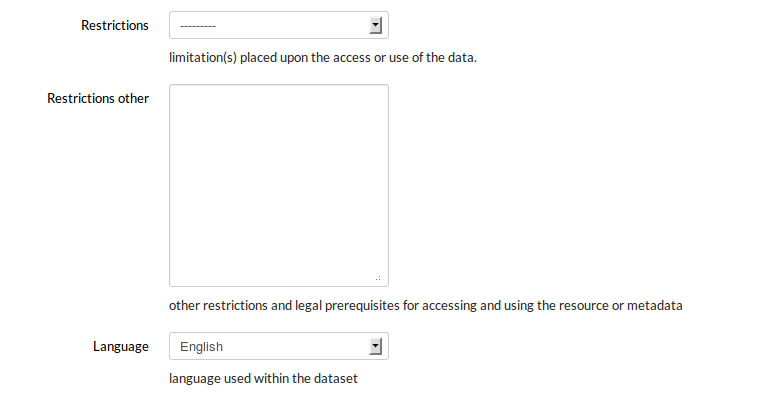 Restrictions ---------
limitation(s) placed upon the access or use of the data.
Restrictions other
other restrictions and legal prerequisites for accessing and using the resource or metadata
Language English
language used within the dataset